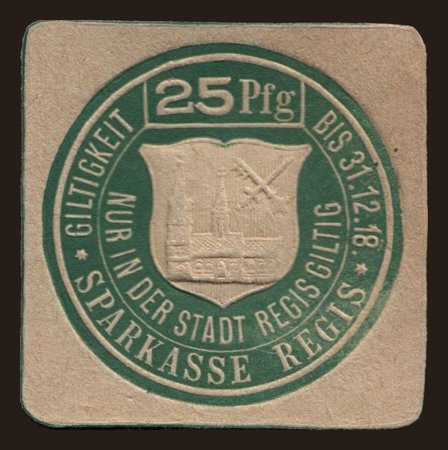 25 Pfg
GILTIGKEIT BIS 31.12.18.
NUR IN DER STADT REGIS GILTIG
* SPARKASSE REGIS *